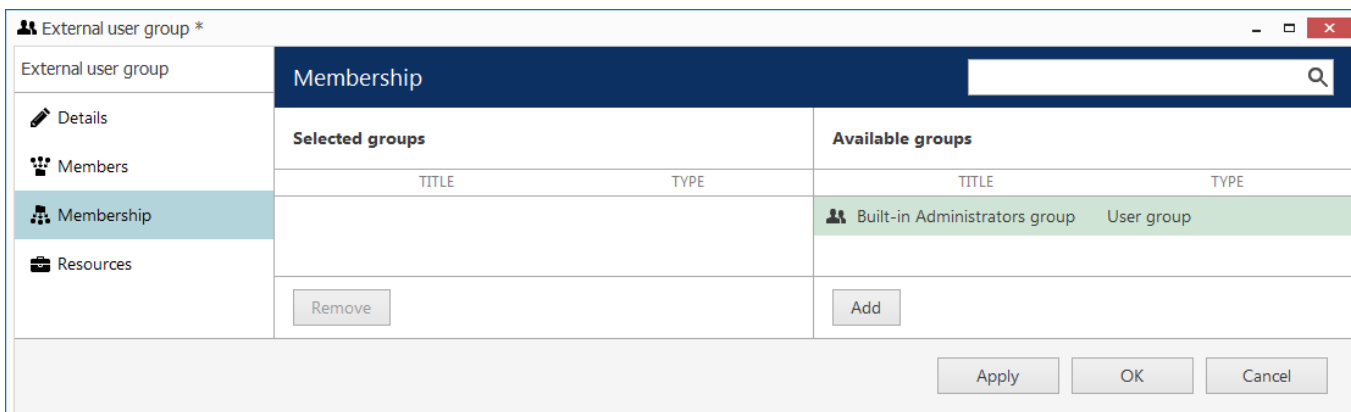 External user group *
External user group
Details
Members
Membership
Resources
Membership
Selected groups
TITLE TYPE
Remove
Available groups
TITLE TYPE
Built-in Administrators group User group
Add
Apply OK Cancel